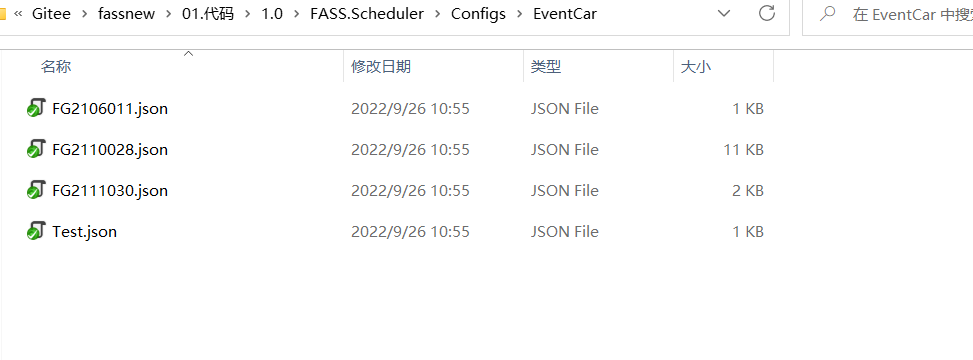 « Gitee > fassnew > 01.代码 > 1.0 > FASS.Scheduler > Configs > EventCar
在 EventCar 中搜索
名称 修改日期 类型 大小
FG2106011.json 2022/9/26 10:55 JSON File 1 KB
FG2110028.json 2022/9/26 10:55 JSON File 11 KB
FG2111030.json 2022/9/26 10:55 JSON File 2 KB
Test.json 2022/9/26 10:55 JSON File 1 KB